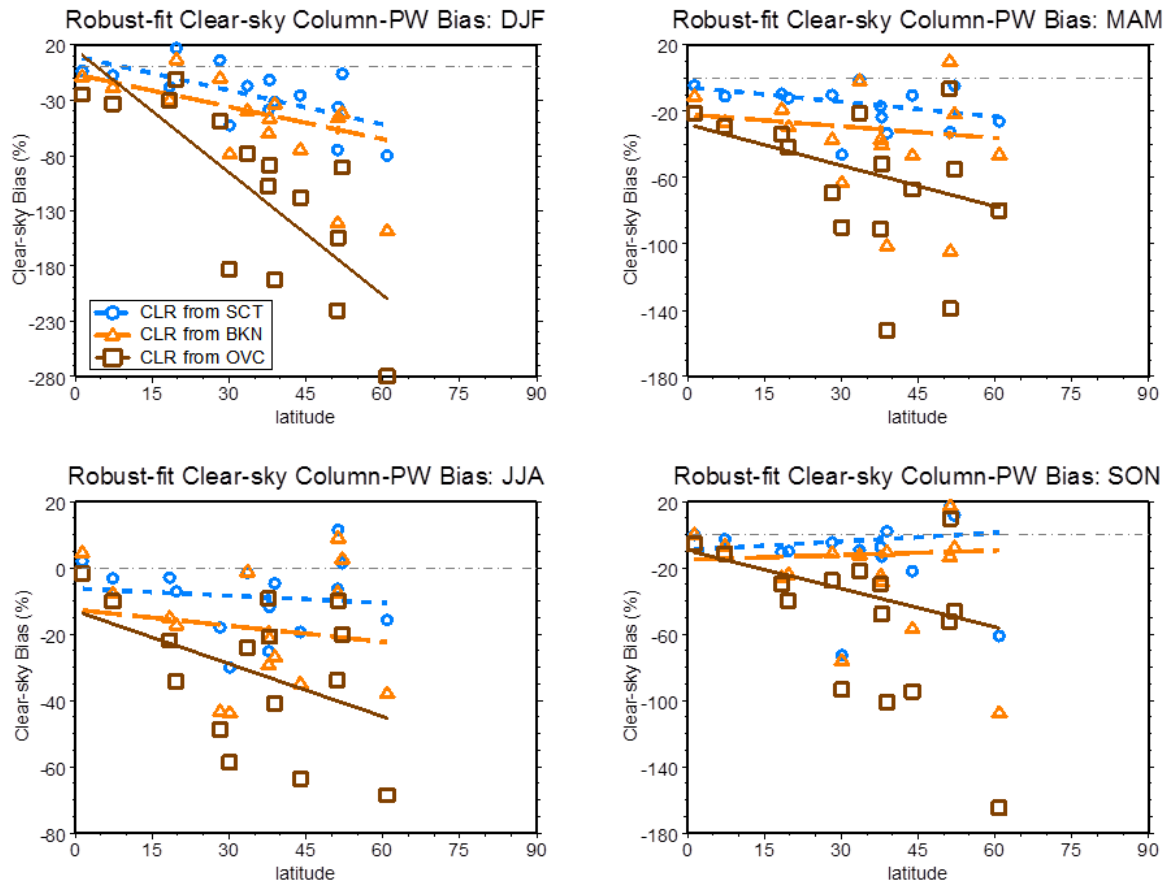 Robust-fit Clear-sky Column-PW Bias: DJF
20
-30
-80
-130
-180
-230
-280
Clear-sky Bias (%)
CLR from SCT
CLR from BKN
CLR from OVC
0 15 30 45 60 75 90
latitude
Robust-fit Clear-sky Column-PW Bias: MAM
20
-20
-60
-100
-140
-180
Clear-sky Bias (%)
0 15 30 45 60 75 90
latitude
Robust-fit Clear-sky Column-PW Bias: JJA
20
0
-20
-40
-60
-80
Clear-sky Bias (%)
0 15 30 45 60 75 90
latitude
Robust-fit Clear-sky Column-PW Bias: SON
20
-20
-60
-100
-140
-180
Clear-sky Bias (%)
0 15 30 45 60 75 90
latitude